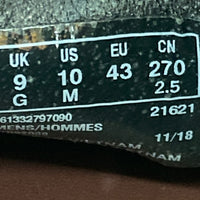 UK US EU CN
9 10 43 270
G M 2.5
21621
61332797090
MENS/HOMMES
11/18